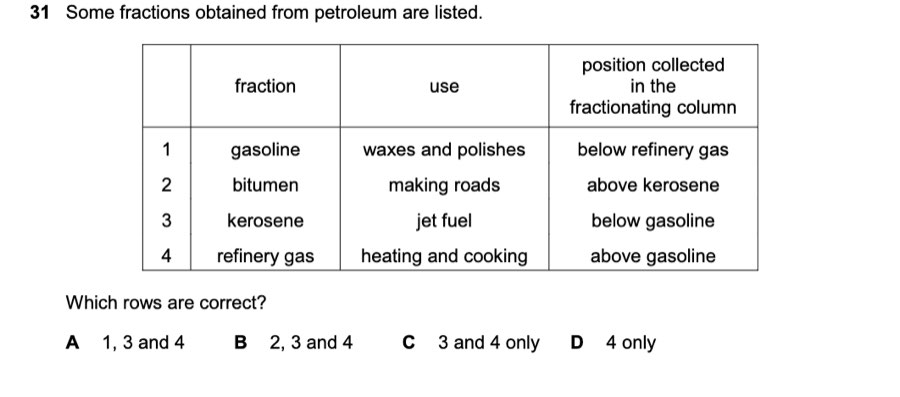 31 Some fractions obtained from petroleum are listed.
fraction use position collected in the fractionating column
1 gasoline waxes and polishes below refinery gas
2 bitumen making roads above kerosene
3 kerosene jet fuel below gasoline
4 refinery gas heating and cooking above gasoline
Which rows are correct?
A 1, 3 and 4 B 2, 3 and 4 C 3 and 4 only D 4 only